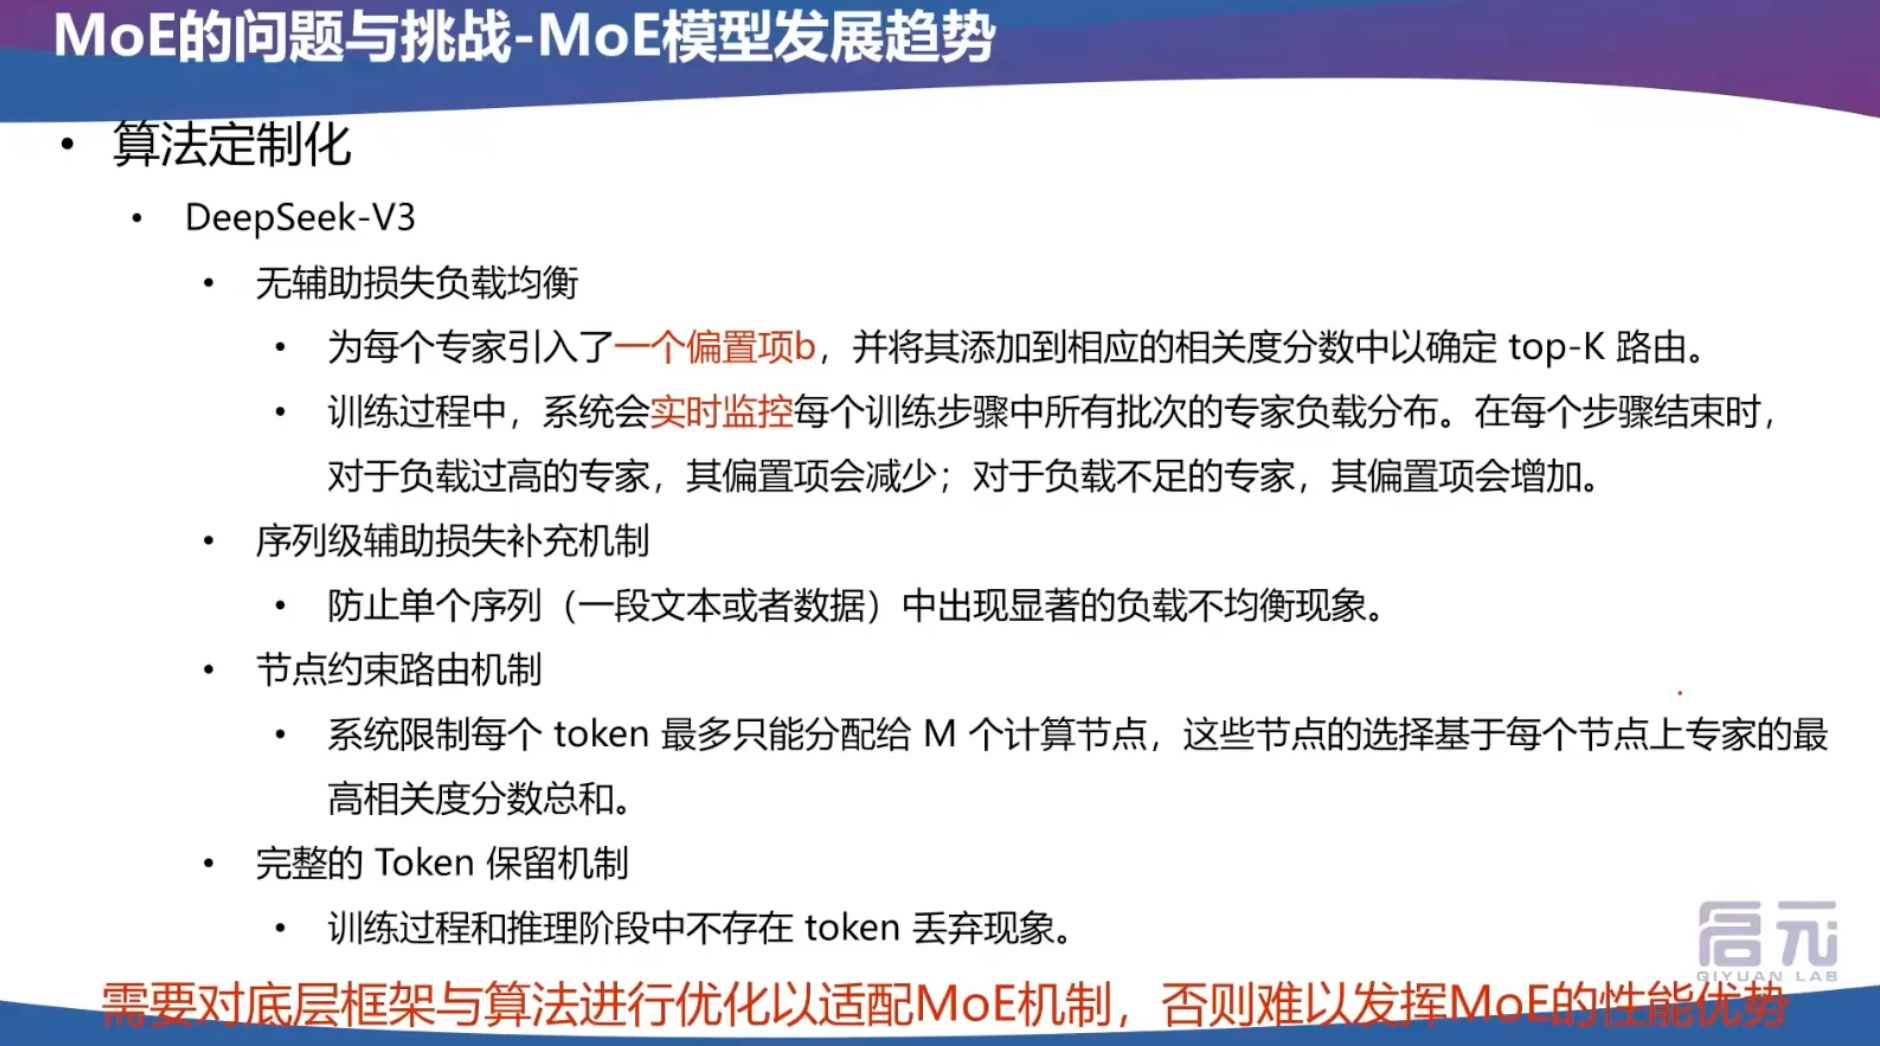 MoE的问题与挑战-MoE模型发展趋势
• 算法定制化
• DeepSeek-V3
• 无辅助损失负载均衡
• 为每个专家引入了一个偏置项b，并将其添加到相应的相关度分数中以确定 top-K 路由。
• 训练过程中，系统会实时监控每个训练步骤中所有批次的专家负载分布。在每个步骤结束时，
对于负载过高的专家，其偏置项会减少；对于负载不足的专家，其偏置项会增加。
• 序列级辅助损失补充机制
• 防止单个序列（一段文本或者数据）中出现显著的负载不均衡现象。
• 节点约束路由机制
• 系统限制每个 token 最多只能分配给 M 个计算节点，这些节点的选择基于每个节点上专家的最
高相关度分数总和。
• 完整的 Token 保留机制
• 训练过程和推理阶段中不存在 token 丢弃现象。
启元
QIYUAN LAB
需要对底层框架与算法进行优化以适配MoE机制，否则难以发挥MoE的性能优势